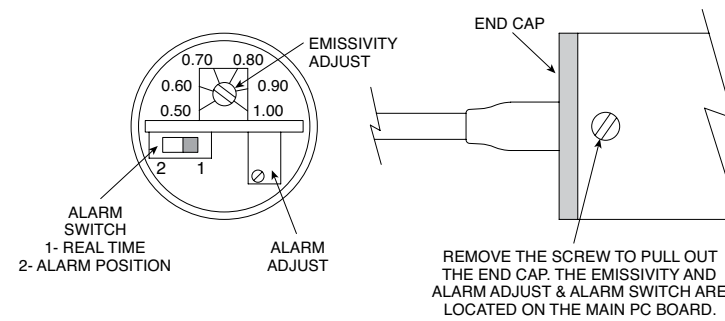 EMISSIVITY
ADJUST
0.70 0.80
0.60 0.90
0.50 1.00
2 1
ALARM
SWITCH
1- REAL TIME
2- ALARM POSITION
ALARM
ADJUST
END CAP
REMOVE THE SCREW TO PULL OUT
THE END CAP. THE EMISSIVITY AND
ALARM ADJUST & ALARM SWITCH ARE
LOCATED ON THE MAIN PC BOARD.